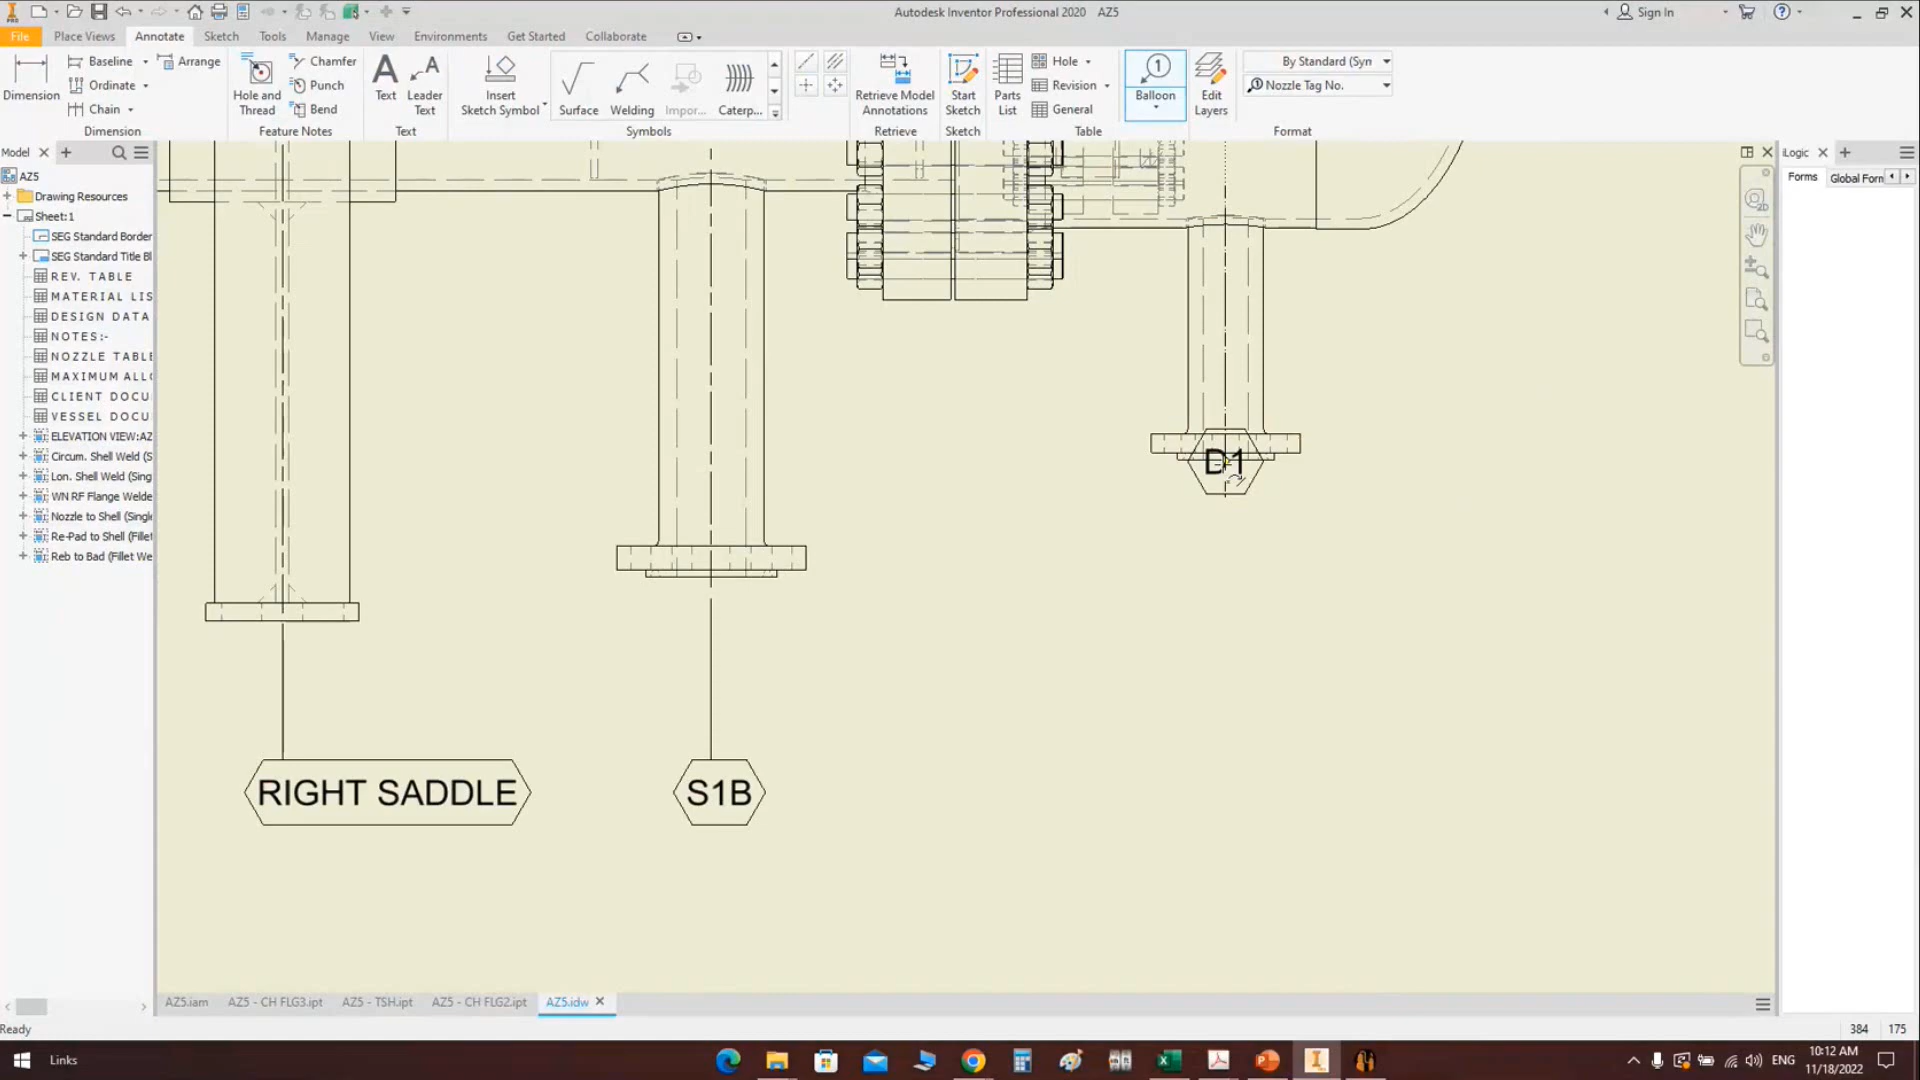 Autodesk Inventor Professional 2020 AZ5
Sign In
File
Place Views
Annotate
Sketch
Tools
Manage
View
Environments
Get Started
Collaborate
Dimension
Baseline
Ordinate
Chain
Arrange
Dimension
Hole and Thread
Chamfer
Punch
Bend
Feature Notes
Text
Leader Text
Text
Insert Sketch Symbol
Surface
Welding
Impor...
Caterp...
Symbols
Retrieve Model Annotations
Retrieve
Start Sketch
Sketch
Parts List
Hole
Revision
General
Table
1
Balloon
Edit Layers
By Standard (Syn
Nozzle Tag No.
Format
Model
AZ5
Drawing Resources
Sheet:1
SEG Standard Border
SEG Standard Title Bl
REV. TABLE
MATERIAL LIS
DESIGN DATA
NOTES:-
NOZZLE TABLE
MAXIMUM ALL
CLIENT DOCU
VESSEL DOCU
ELEVATION VIEW:AZ
Circum. Shell Weld (S
Lon. Shell Weld (Sing
WN RF Flange Welde
Nozzle to Shell (Single
Re-Pad to Shell (Fillet
Reb to Bad (Fillet We
iLogic
Forms
Global Forn
2D
D1
RIGHT SADDLE
S1B
AZ5.iam
AZ5 - CH FLG3.ipt
AZ5 - TSH.ipt
AZ5 - CH FLG2.ipt
AZ5.idw
Ready
384
175
Links
ENG
10:12 AM
11/18/2022